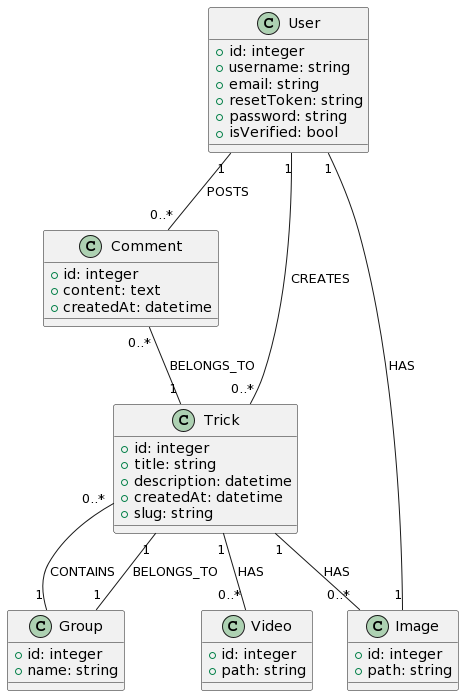 C User
id: integer
username: string
email: string
resetToken: string
password: string
isVerified: bool
1 1 1
POSTS
0..*
C Comment
id: integer
content: text
createdAt: datetime
CREATES
0..*
BELONGS_TO
1 0..*
HAS
C Trick
id: integer
title: string
description: datetime
createdAt: datetime
slug: string
0..*
1 1 1
CONTAINS BELONGS_TO HAS HAS
1 1 0..* 0..* 1
C Group
id: integer
name: string
C Video
id: integer
path: string
C Image
id: integer
path: string